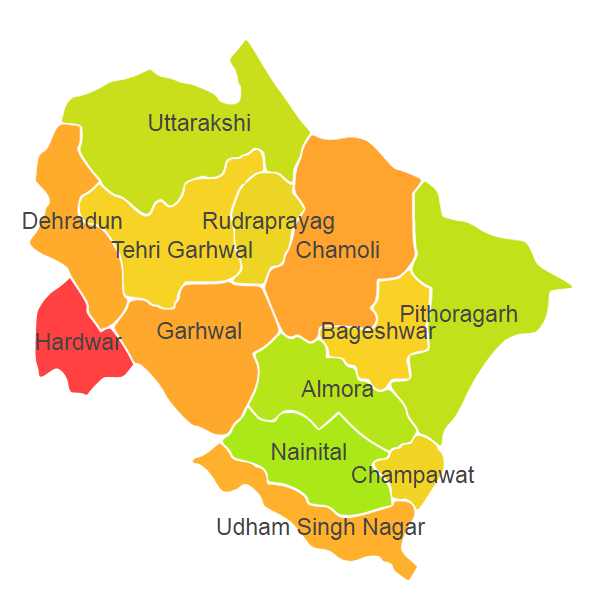 Uttarakshi
Dehradun
Rudraprayag
Tehri Garhwal
Chamoli
Pithoragarh
Garhwal
Bageshwar
Hardwar
Almora
Nainital
Champawat
Udham Singh Nagar